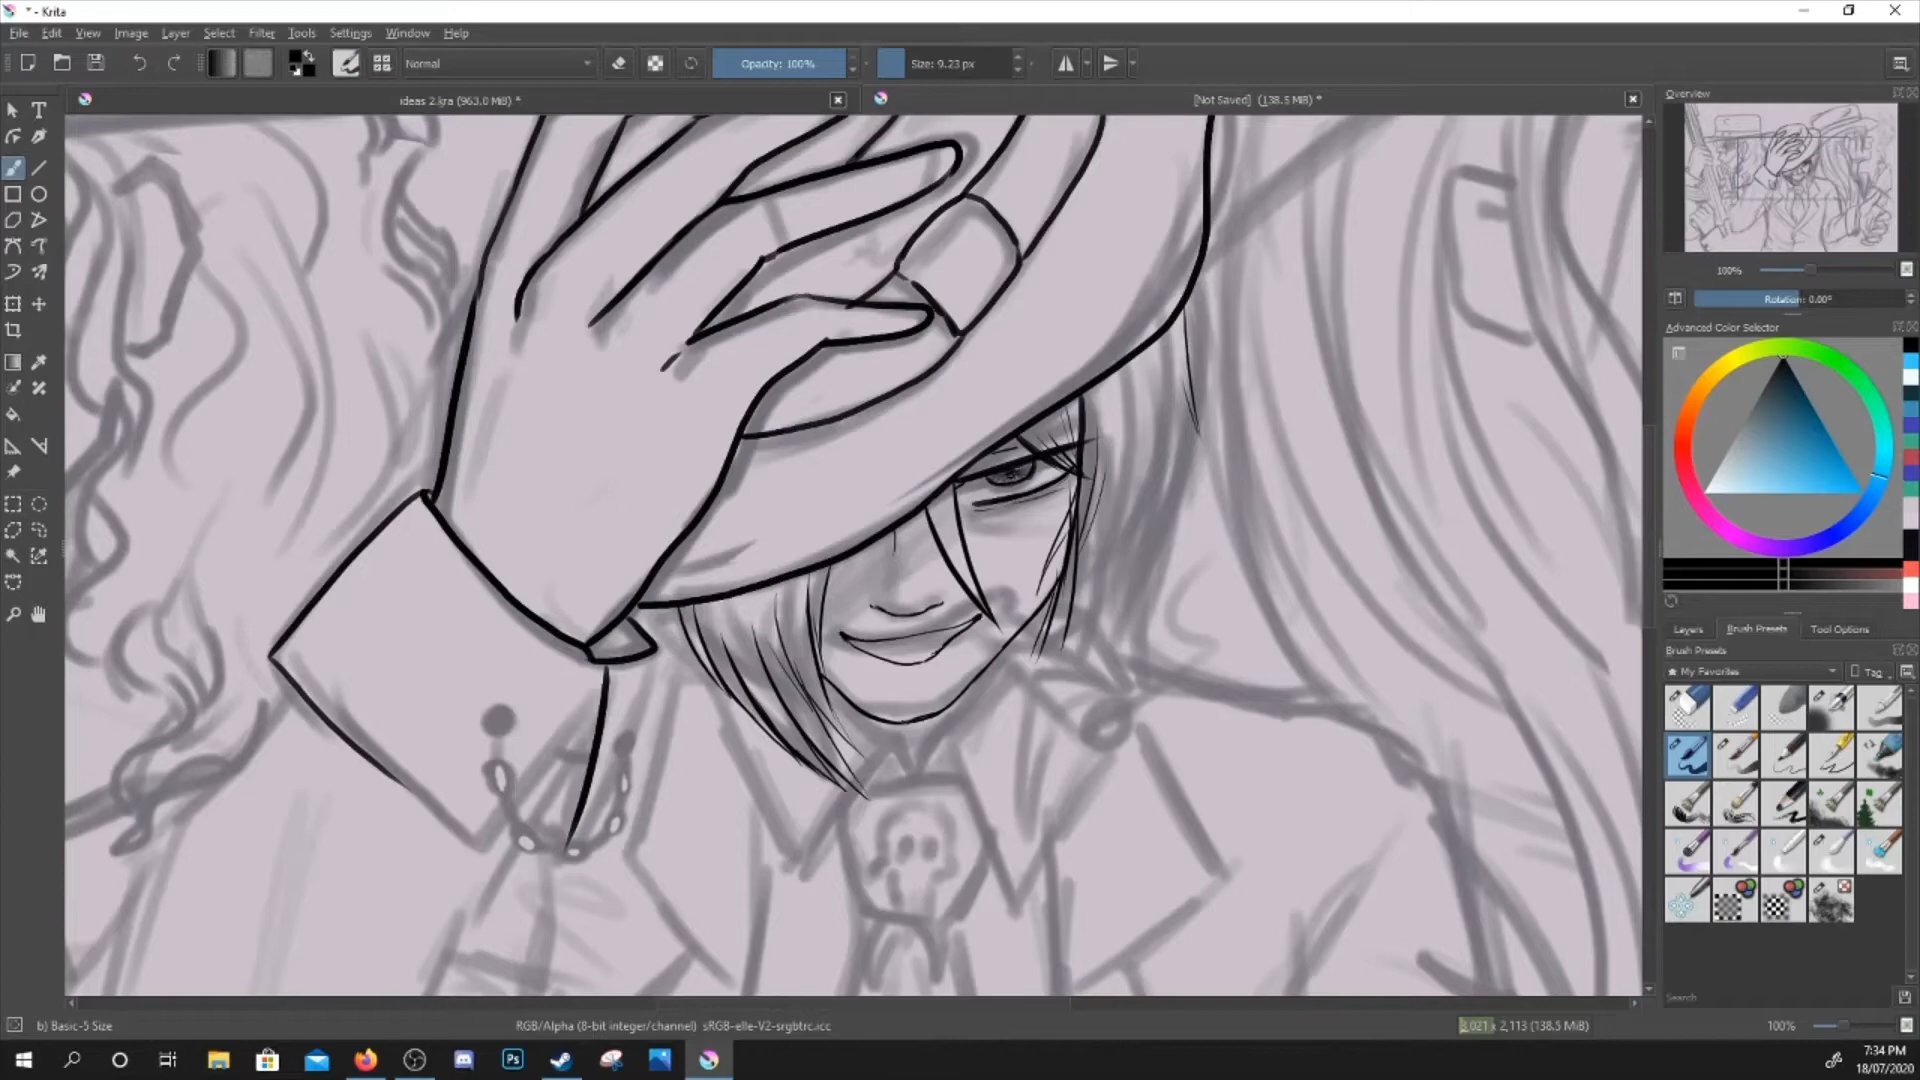 * - Krita
File Edit View Image Layer Select Filter Tools Settings Window Help
Normal
Opacity: 100%
Size: 9.23 px
ideas 2.kra (963.0 MiB) *
[Not Saved] (138.5 MiB) *
Overview
100%
Rotation: 0.00°
Advanced Color Selector
Layers Brush Presets Tool Options
Brush Presets
My Favorites
Tag
Search
b) Basic-5 Size
RGB/Alpha (8-bit integer/channel) sRGB-elle-V2-srgbtrc.icc
3,021 x 2,113 (138.5 MiB)
100%
Ps
7:34 PM
18/07/2020